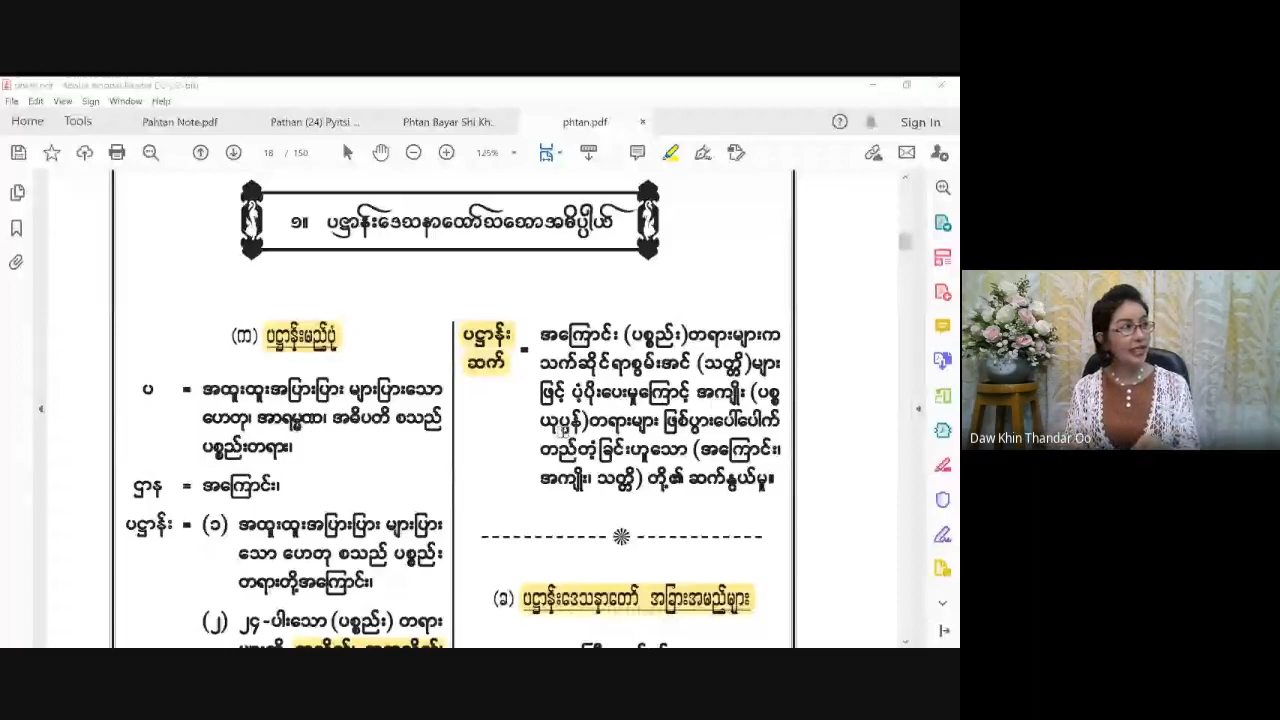 File Edit View Sign Window Help
Home Tools Pahtan Note.pdf Pathan (24) Pyitsi ... Phtan Bayar Shi Kh... phtan.pdf Sign In
18 / 150 125%
၁။ ပဋ္ဌာန်းဒေသနာတော်သဘောအဓိပ္ပါယ်
(က) ပဋ္ဌာန်းမည်ပုံ
ပ = အထူးထူးအပြားပြား များပြားသော
ဟေတု၊ အာရမ္မဏ၊ အဓိပတိ စသည်
ပစ္စည်းတရား၊
ဌာန = အကြောင်း၊
ပဋ္ဌာန်း = (၁) အထူးထူးအပြားပြား များပြား
သော ဟေတု စသည် ပစ္စည်း
တရားတို့အကြောင်း၊
(၂) ၂၄-ပါးသော (ပစ္စည်း) တရား
ပဋ္ဌာန်း
ဆက်
= အကြောင်း (ပစ္စည်း)တရားများက
သက်ဆိုင်ရာစွမ်းအင် (သတ္တိ)များ
ဖြင့် ပံ့ပိုးပေးမှုကြောင့် အကျိုး (ပစ္စ
ယုပ္ပန်)တရားများ ဖြစ်ပွားပေါ်ပေါက်
တည်တံ့ခြင်းဟူသော (အကြောင်း၊
အကျိုး၊ သတ္တိ) တို့၏ ဆက်နွယ်မှု။
(ခ) ပဋ္ဌာန်းဒေသနာတော် အခြားအမည်များ
Daw Khin Thandar Oo